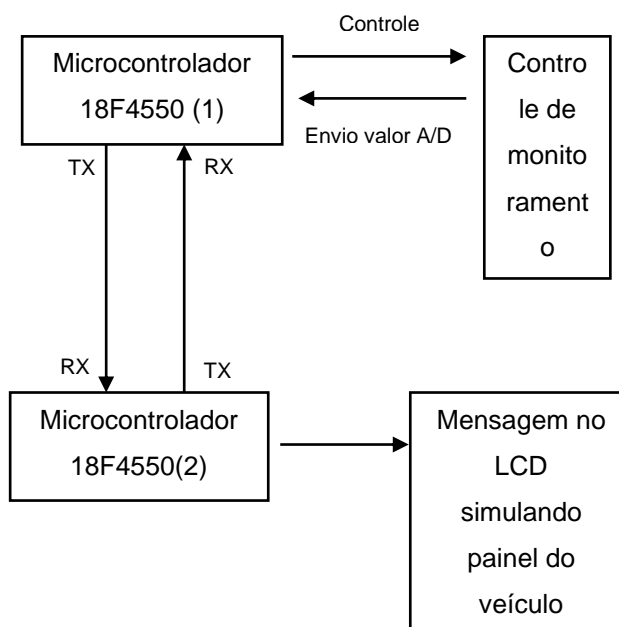 Controle
Microcontrolador
18F4550 (1)
Envio valor A/D
Contro
le de
monito
rament
o
TX
RX
RX
TX
Microcontrolador
18F4550(2)
Mensagem no
LCD
simulando
painel do
veículo